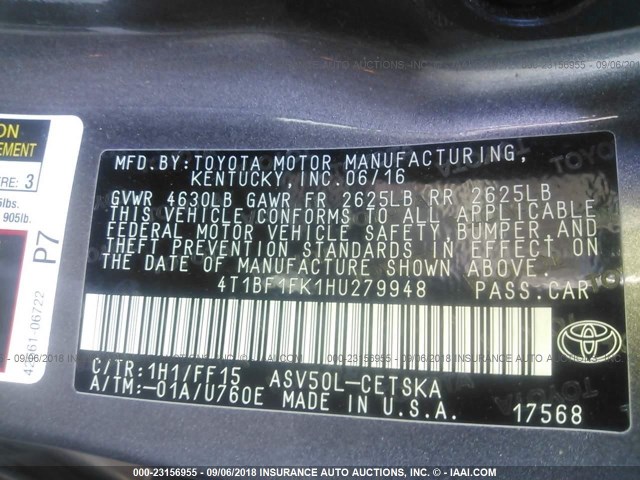 ON
EMENT
TIRE: 3
lbs.
905lb.
P7
MFD.BY:TOYOTA MOTOR MANUFACTURING,
KENTUCKY, INC.06/16
GVWR 4630LB GAWR FR 2625LB RR 2625LB
THIS VEHICLE CONFORMS TO ALL APPLICABLE
FEDERAL MOTOR VEHICLE SAFETY, BUMPER, AND
THEFT PREVENTION STANDARDS IN EFFECT ON
THE DATE OF MANUFACTURE SHOWN ABOVE.
4T1BF1FK1HU279948 PASS.CAR
C/TR:1H1/FF15 ASV50L-CETSKA
A/TM:-01A/U760E MADE IN U.S.A. 17568
000-23156955 - 09/06/2018 INSURANCE AUTO AUCTIONS, INC. - © - IAAI.COM